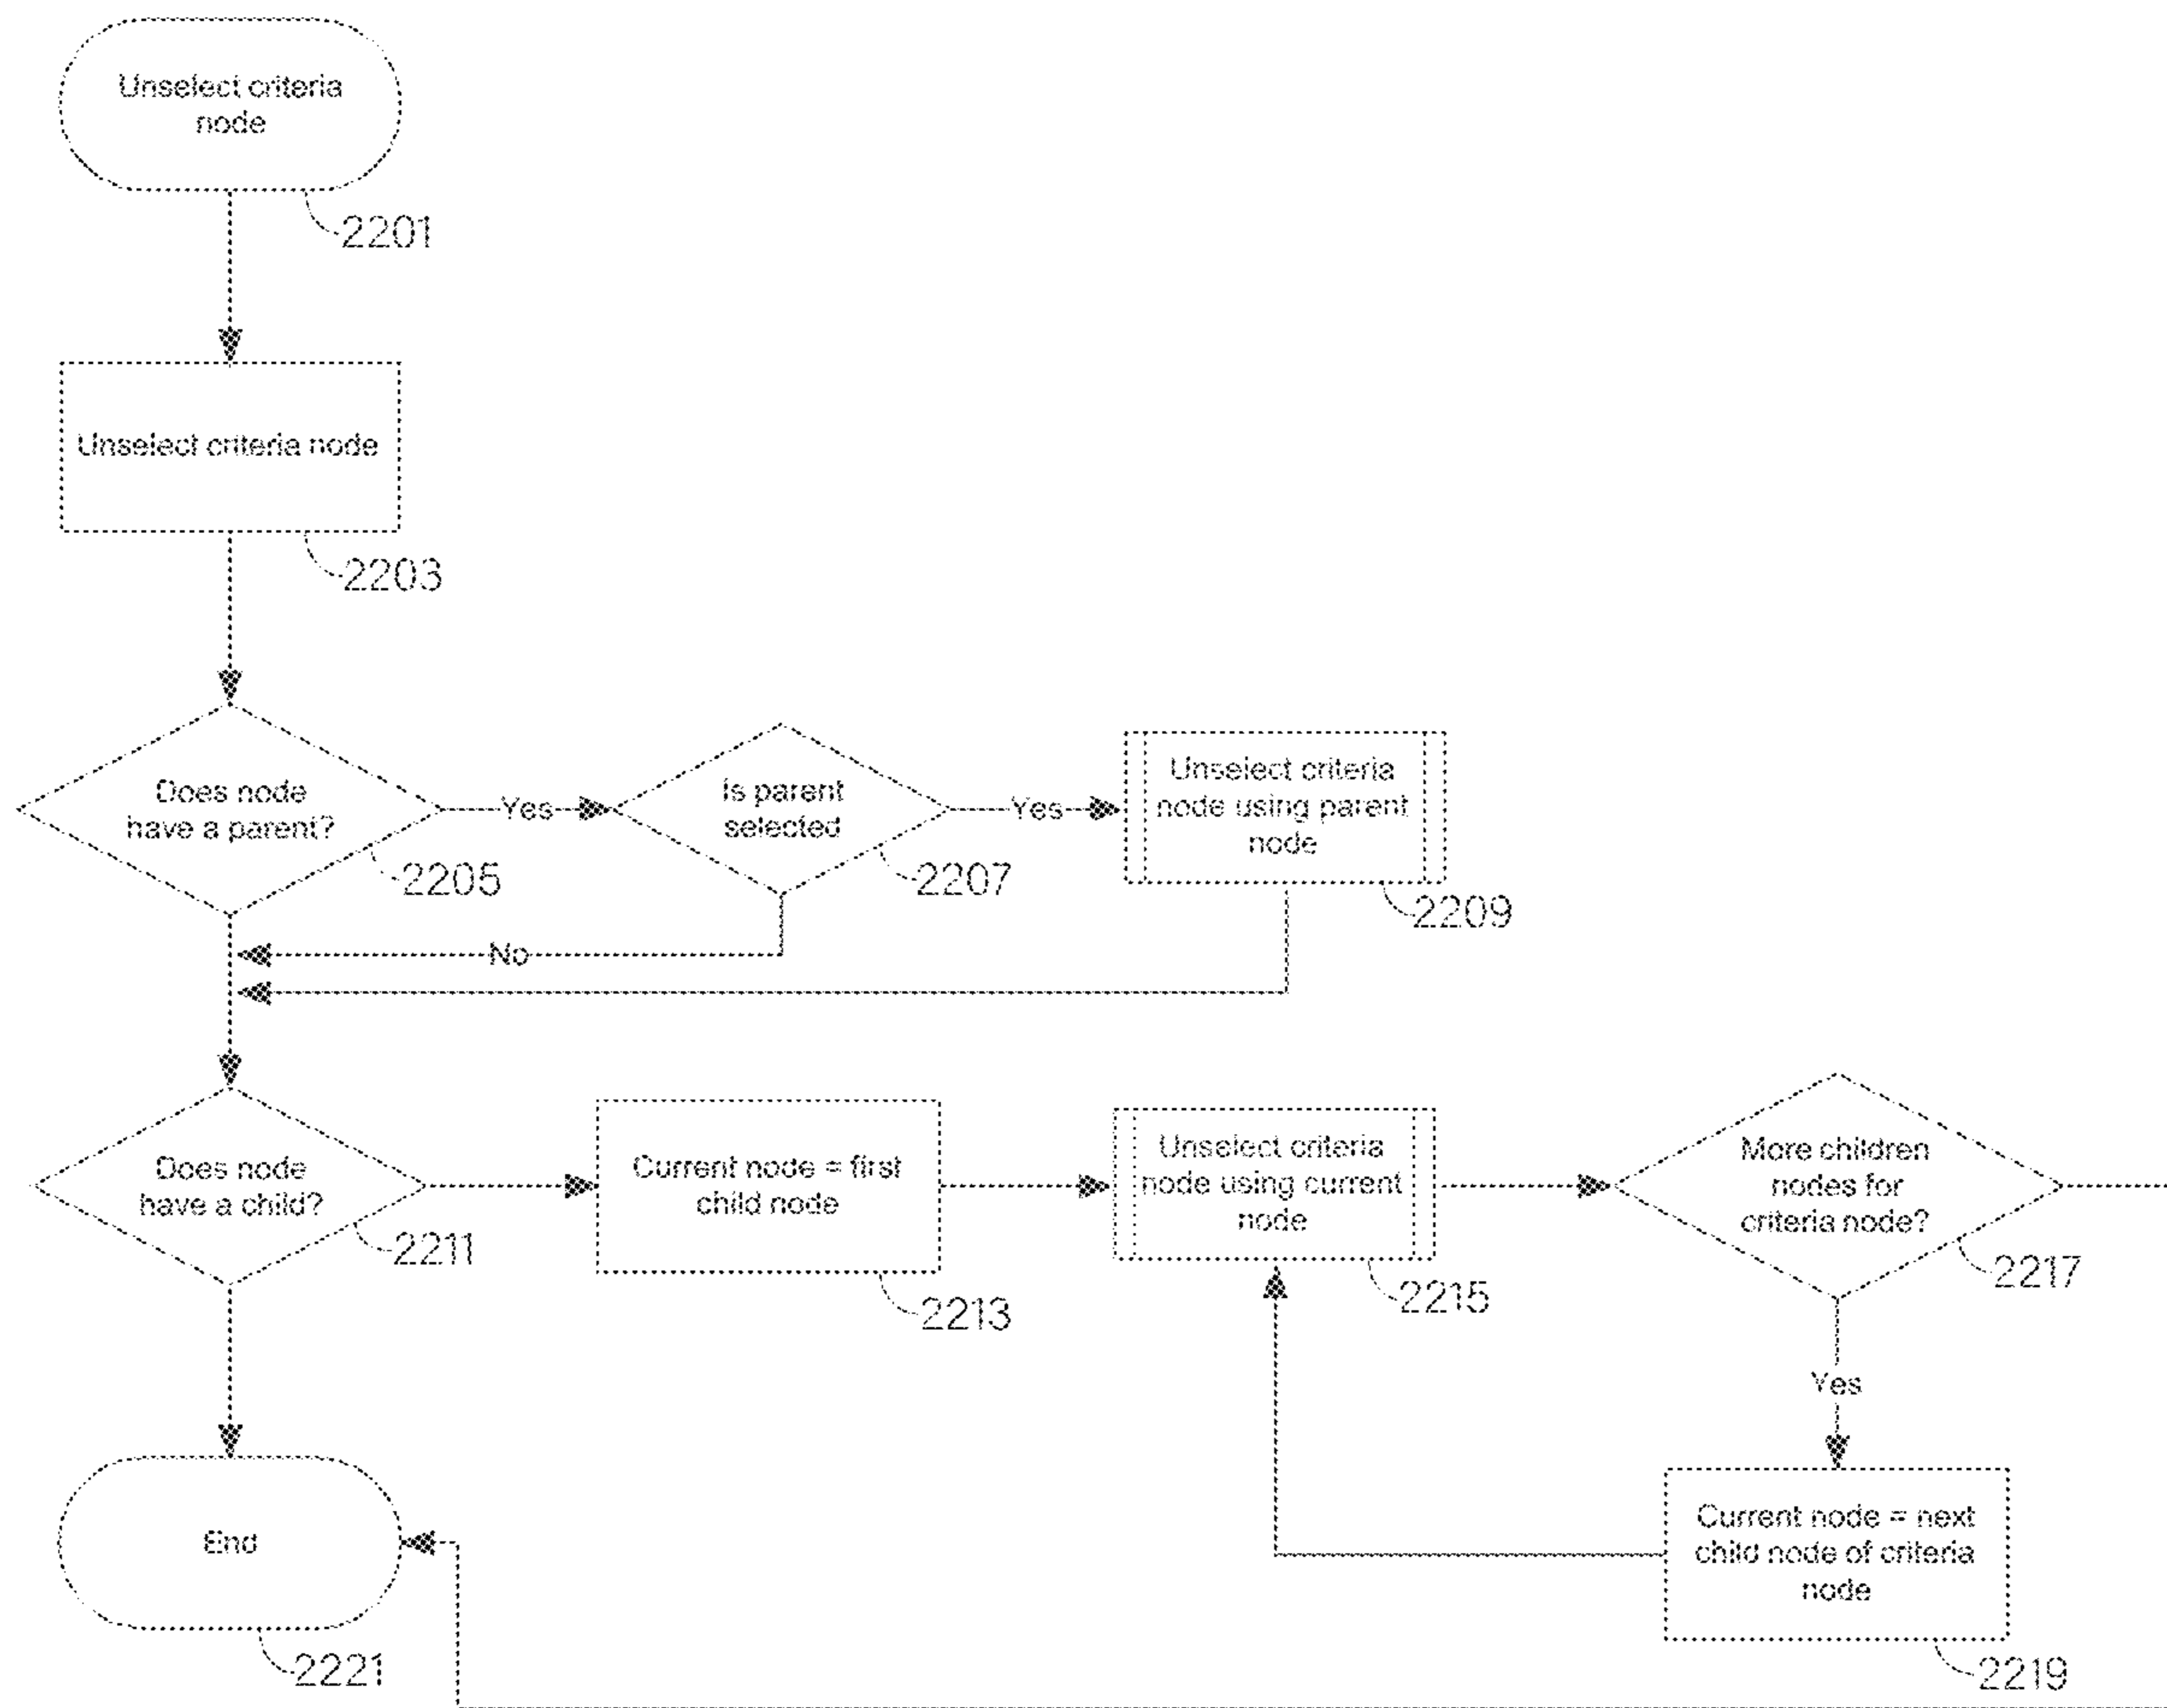 Unselect criteria
node
2201
Unselect criteria node
2203
Does node
have a parent?
2205
Yes
Is parent
selected
2207
Yes
Unselect criteria
node using parent
node
2209
No
Does node
have a child?
2211
Current node = first
child node
2213
Unselect criteria
node using current
node
2215
More children
nodes for
criteria node?
2217
Yes
Current node = next
child node of criteria
node
2219
End
2221